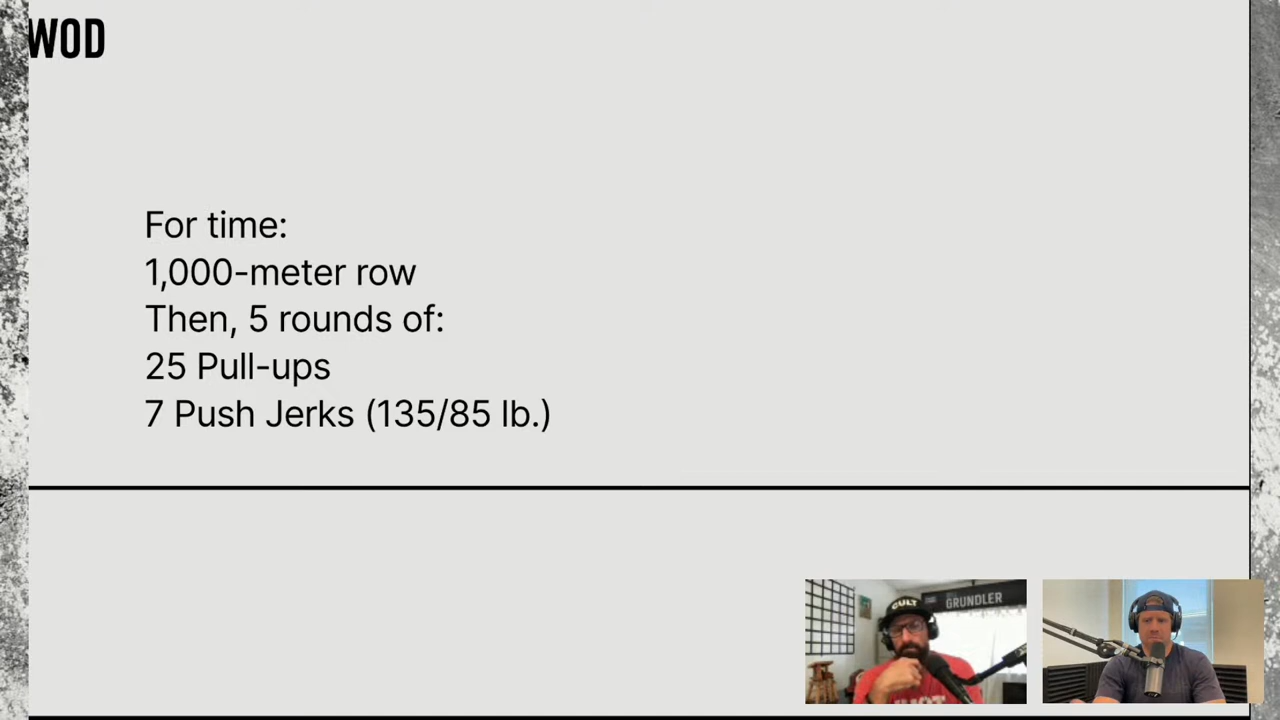 WOD
For time:
1,000-meter row
Then, 5 rounds of:
25 Pull-ups
7 Push Jerks (135/85 lb.)
GRUNDLER
CULT